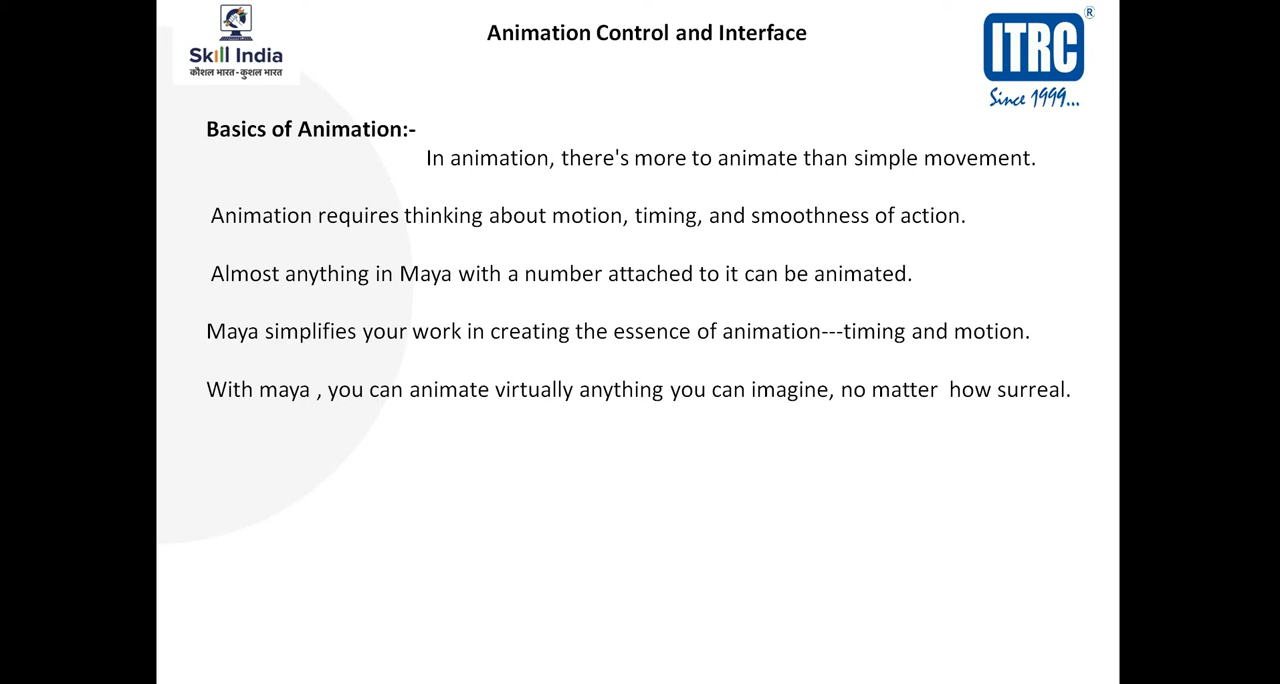 Skill India
कौशल भारत-कुशल भारत
Animation Control and Interface
ITRC
®
Since 1999...
Basics of Animation:-
In animation, there's more to animate than simple movement.
Animation requires thinking about motion, timing, and smoothness of action.
Almost anything in Maya with a number attached to it can be animated.
Maya simplifies your work in creating the essence of animation---timing and motion.
With maya , you can animate virtually anything you can imagine, no matter  how surreal.